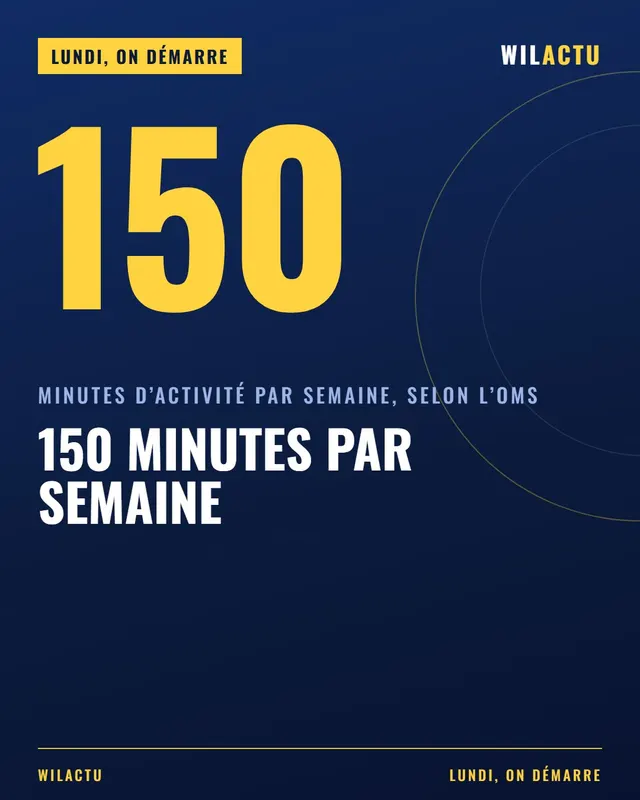 LUNDI, ON DÉMARRE
WILACTU
150
MINUTES D’ACTIVITÉ PAR SEMAINE, SELON L’OMS
150 MINUTES PAR
SEMAINE
WILACTU
LUNDI, ON DÉMARRE